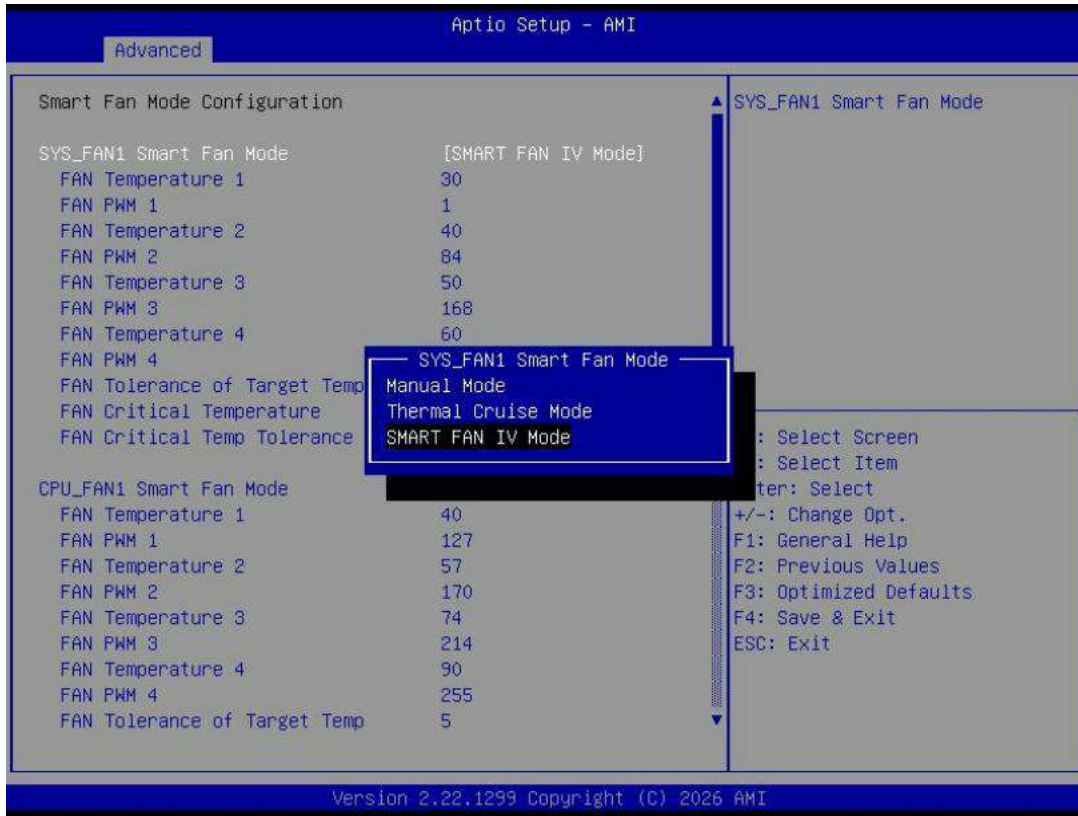 Aptio Setup - AMI
Advanced
Smart Fan Mode Configuration
SYS_FAN1 Smart Fan Mode [SMART FAN IV Mode]
FAN Temperature 1 30
FAN PWM 1 1
FAN Temperature 2 40
FAN PWM 2 84
FAN Temperature 3 50
FAN PWM 3 168
FAN Temperature 4 60
FAN PWM 4
FAN Tolerance of Target Temp
FAN Critical Temperature
FAN Critical Temp Tolerance
CPU_FAN1 Smart Fan Mode
FAN Temperature 1 40
FAN PWM 1 127
FAN Temperature 2 57
FAN PWM 2 170
FAN Temperature 3 74
FAN PWM 3 214
FAN Temperature 4 90
FAN PWM 4 255
FAN Tolerance of Target Temp 5
SYS_FAN1 Smart Fan Mode
Manual Mode
Thermal Cruise Mode
SMART FAN IV Mode
SYS_FAN1 Smart Fan Mode
: Select Screen
: Select Item
ter: Select
+/-: Change Opt.
F1: General Help
F2: Previous Values
F3: Optimized Defaults
F4: Save & Exit
ESC: Exit
Version 2.22.1299 Copyright (C) 2026 AMI